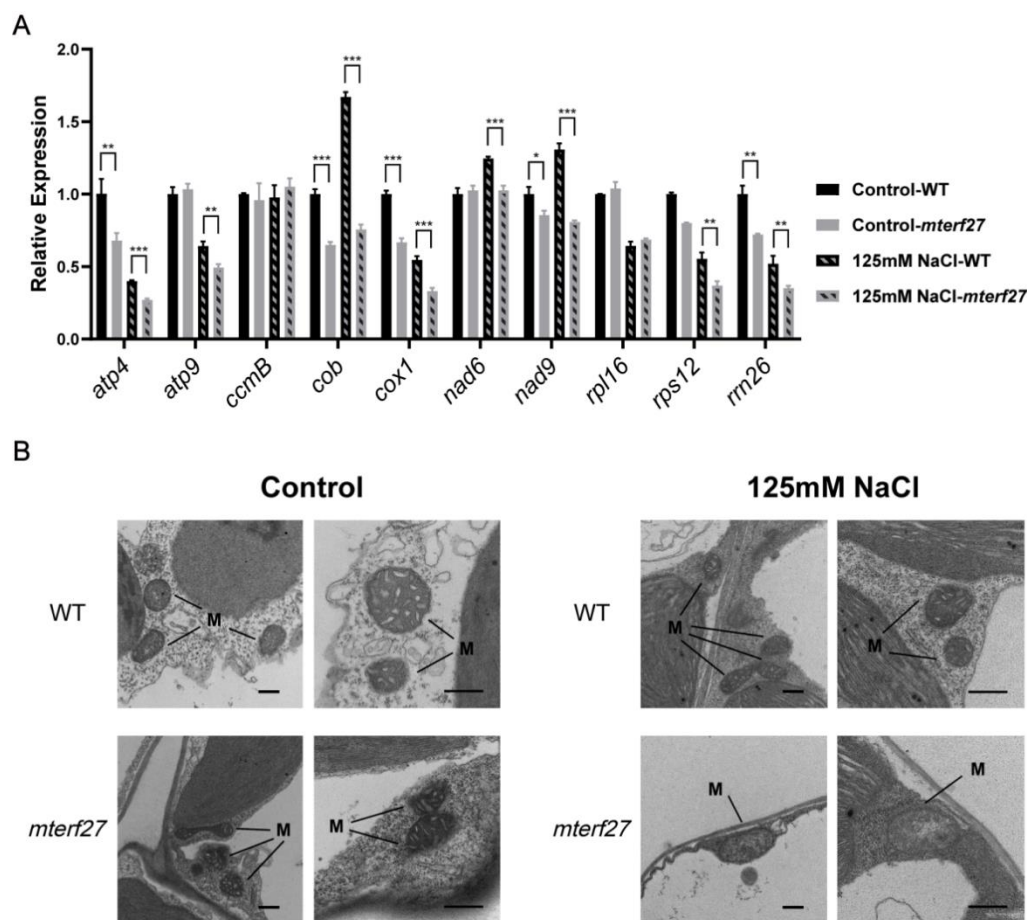 A
2.0
1.5
1.0
0.5
0.0
Relative Expression
** *** ** *** *** *** *** *** * *** ** ** **
atp4 atp9 ccmB cob cox1 nad6 nad9 rpl16 rps12 rrn26
Control-WT
Control-mterf27
125mM NaCl-WT
125mM NaCl-mterf27
B
Control 125mM NaCl
WT M M WT M M
mterf27 M M mterf27 M M